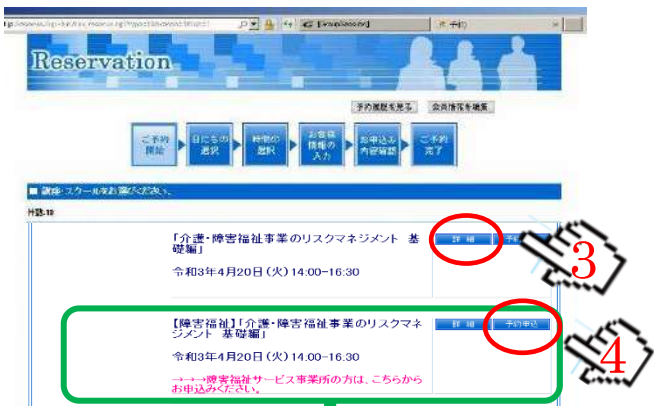 Reservation
予約履歴を見る 会員情報を編集
ご予約
開始
日にちの
選択
時間の
選択
お客様
情報の
入力
お申込み
内容確認
ご予約
完了
■ 講座・スクールをお選びください。
件数:10
「介護・障害福祉事業のリスクマネジメント 基
礎編」
詳 細
予約
3
令和3年4月20日（火）14:00-16:30
【障害福祉】「介護・障害福祉事業のリスクマネ
ジメント 基礎編」
詳 細
予約申込
4
令和3年4月20日（火）14:00-16:30
→→→障害福祉サービス事業所の方は、こちらから
お申込みください。